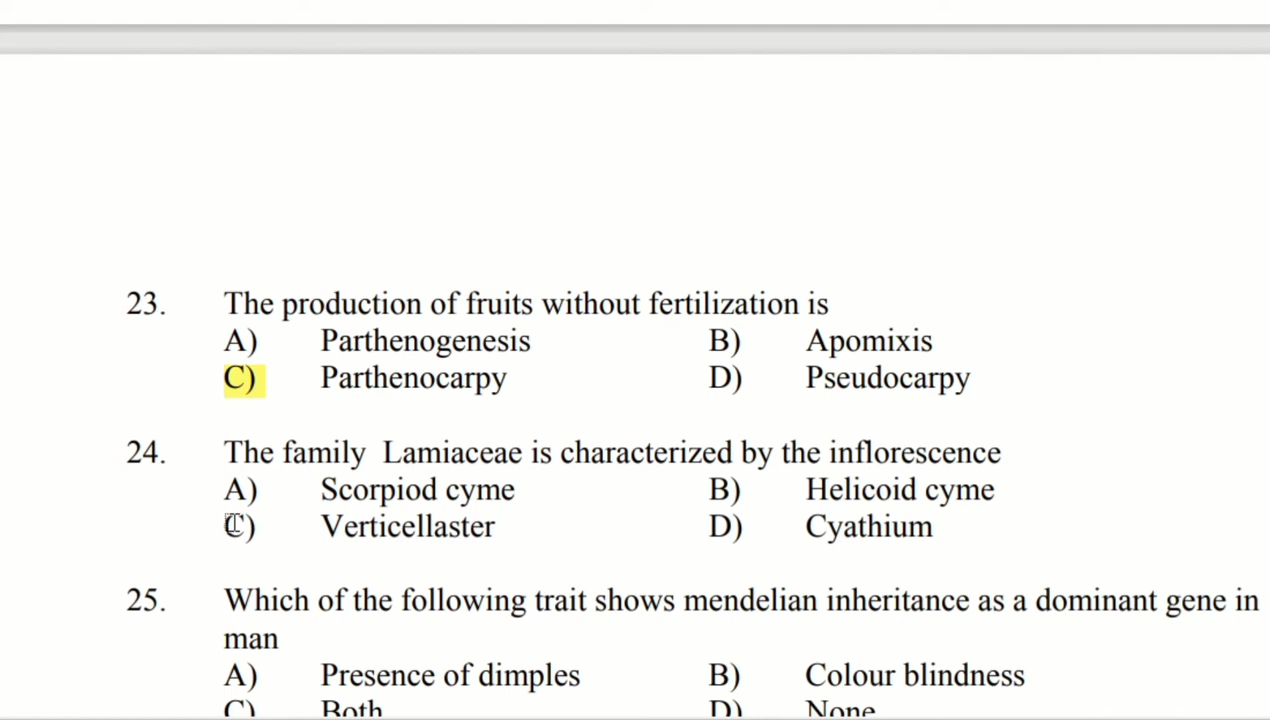 23. The production of fruits without fertilization is
A) Parthenogenesis B) Apomixis
C) Parthenocarpy D) Pseudocarpy
24. The family Lamiaceae is characterized by the inflorescence
A) Scorpiod cyme B) Helicoid cyme
C) Verticellaster D) Cyathium
25. Which of the following trait shows mendelian inheritance as a dominant gene in
man
A) Presence of dimples B) Colour blindness
C) Both D) None